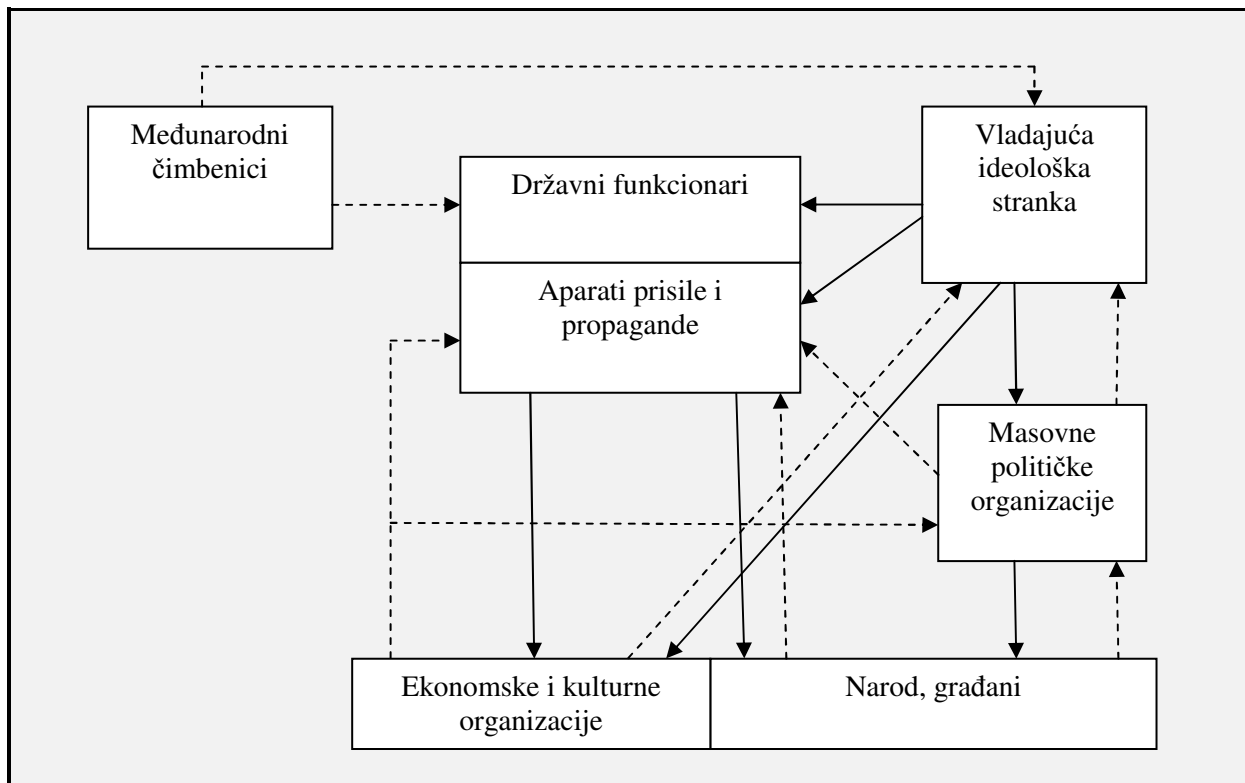 Međunarodni
čimbenici
Vladajuća
ideološka
stranka
Državni funkcionari
Aparati prisile i
propagande
Masovne
političke
organizacije
Ekonomske i kulturne
organizacije
Narod, građani